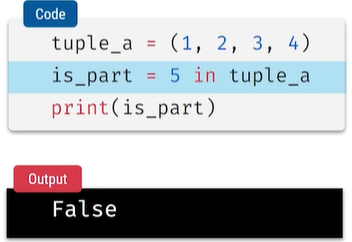 Code
tuple_a = (1, 2, 3, 4)
is_part = 5 in tuple_a
print(is_part)
Output
False